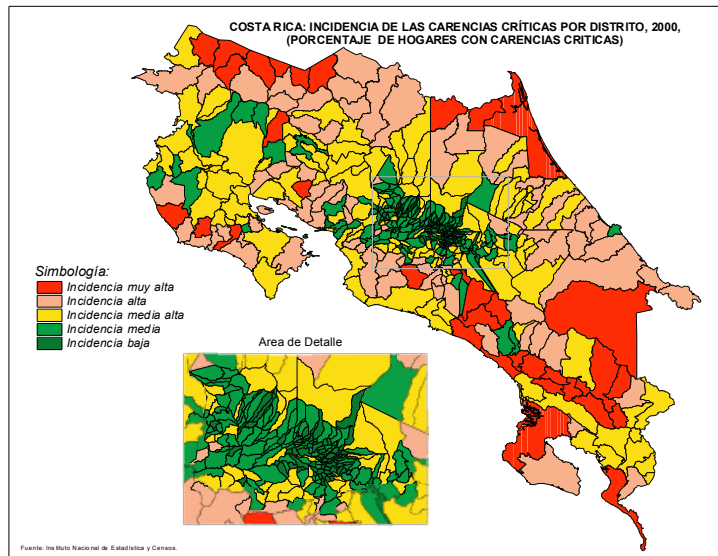 COSTA RICA: INCIDENCIA DE LAS CARENCIAS CRÍTICAS POR DISTRITO, 2000,
(PORCENTAJE DE HOGARES CON CARENCIAS CRITICAS)
Simbología:
Incidencia muy alta
Incidencia alta
Incidencia media alta
Incidencia media
Incidencia baja
Area de Detalle
Fuente: Instituto Nacional de Estadística y Censos.